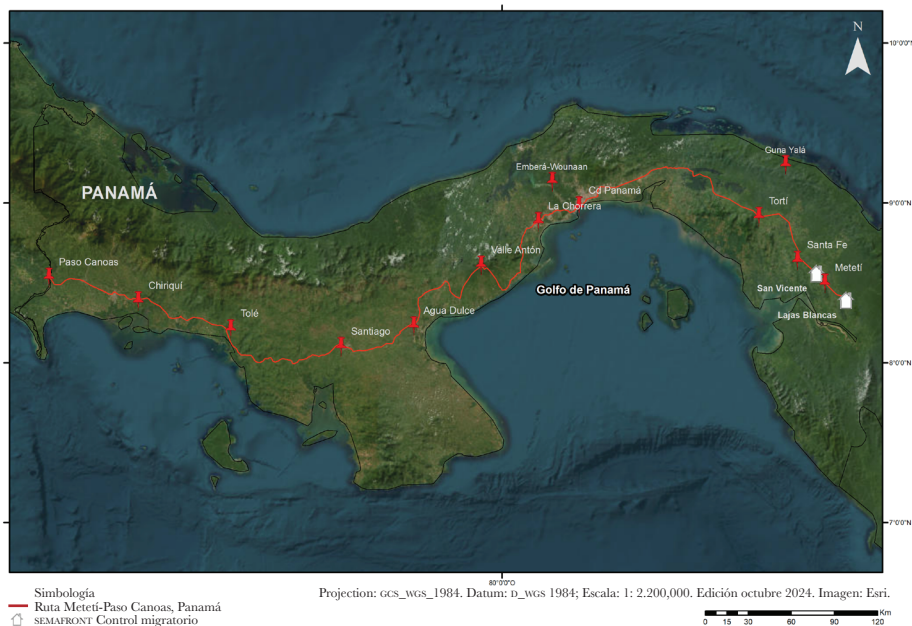 N
10°0'0"N
Guna Yalá
Emberá-Wounaan
PANAMÁ
Cd Panamá
9°0'0"N
La Chorrera
Tortí
Valle Antón
Santa Fe
Paso Canoas
Metetí
Chiriquí
San Vicente
Golfo de Panamá
Tolé
Agua Dulce
Lajas Blancas
Santiago
8°0'0"N
7°0'0"N
80°0'0"O
Simbología
Projection: GCS_WGS_1984. Datum: D_WGS 1984; Escala: 1: 2.200,000. Edición octubre 2024. Imagen: Esri.
Ruta Metetí-Paso Canoas, Panamá
SEMAFRONT Control migratorio
Km
0 15 30 60 90 120